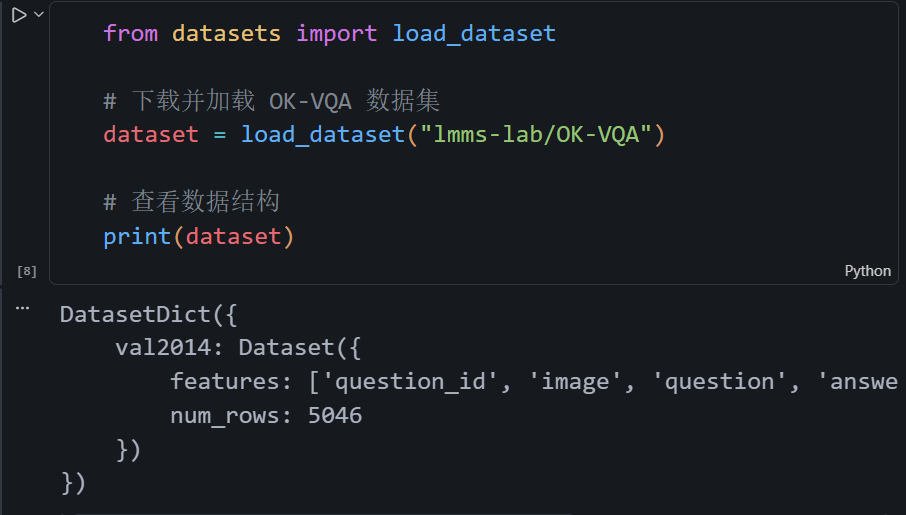 from datasets import load_dataset
# 下载并加载 OK-VQA 数据集
dataset = load_dataset("lmms-lab/OK-VQA")
# 查看数据结构
print(dataset)
[8]
Python
...
DatasetDict({
    val2014: Dataset({
        features: ['question_id', 'image', 'question', 'answe
        num_rows: 5046
    })
})